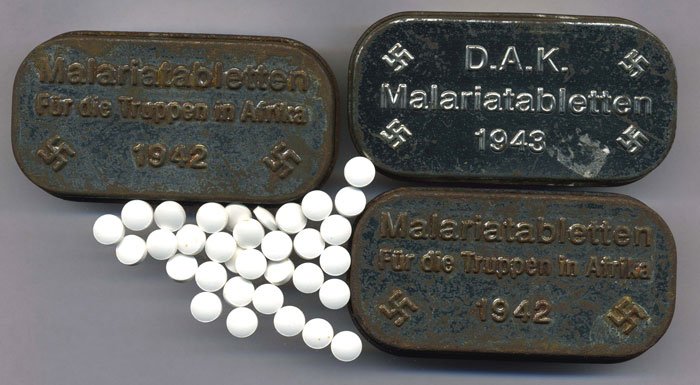 Malariatabletten
Für die Truppen in Afrika
1942
D.A.K.
Malariatabletten
1943
Malariatabletten
Für die Truppen in Afrika
1942